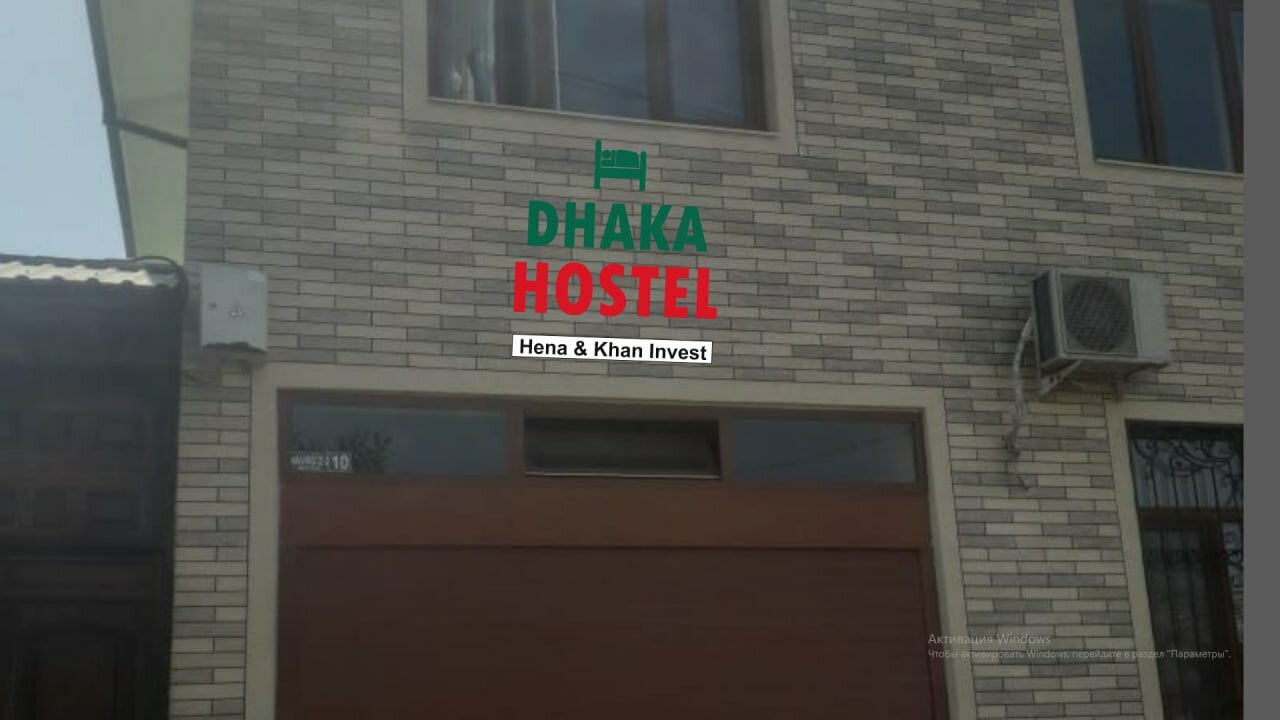 DHAKA
HOSTEL
Hena & Khan Invest
10
Активация Windows
Чтобы активировать Windows, перейдите в раздел "Параметры".